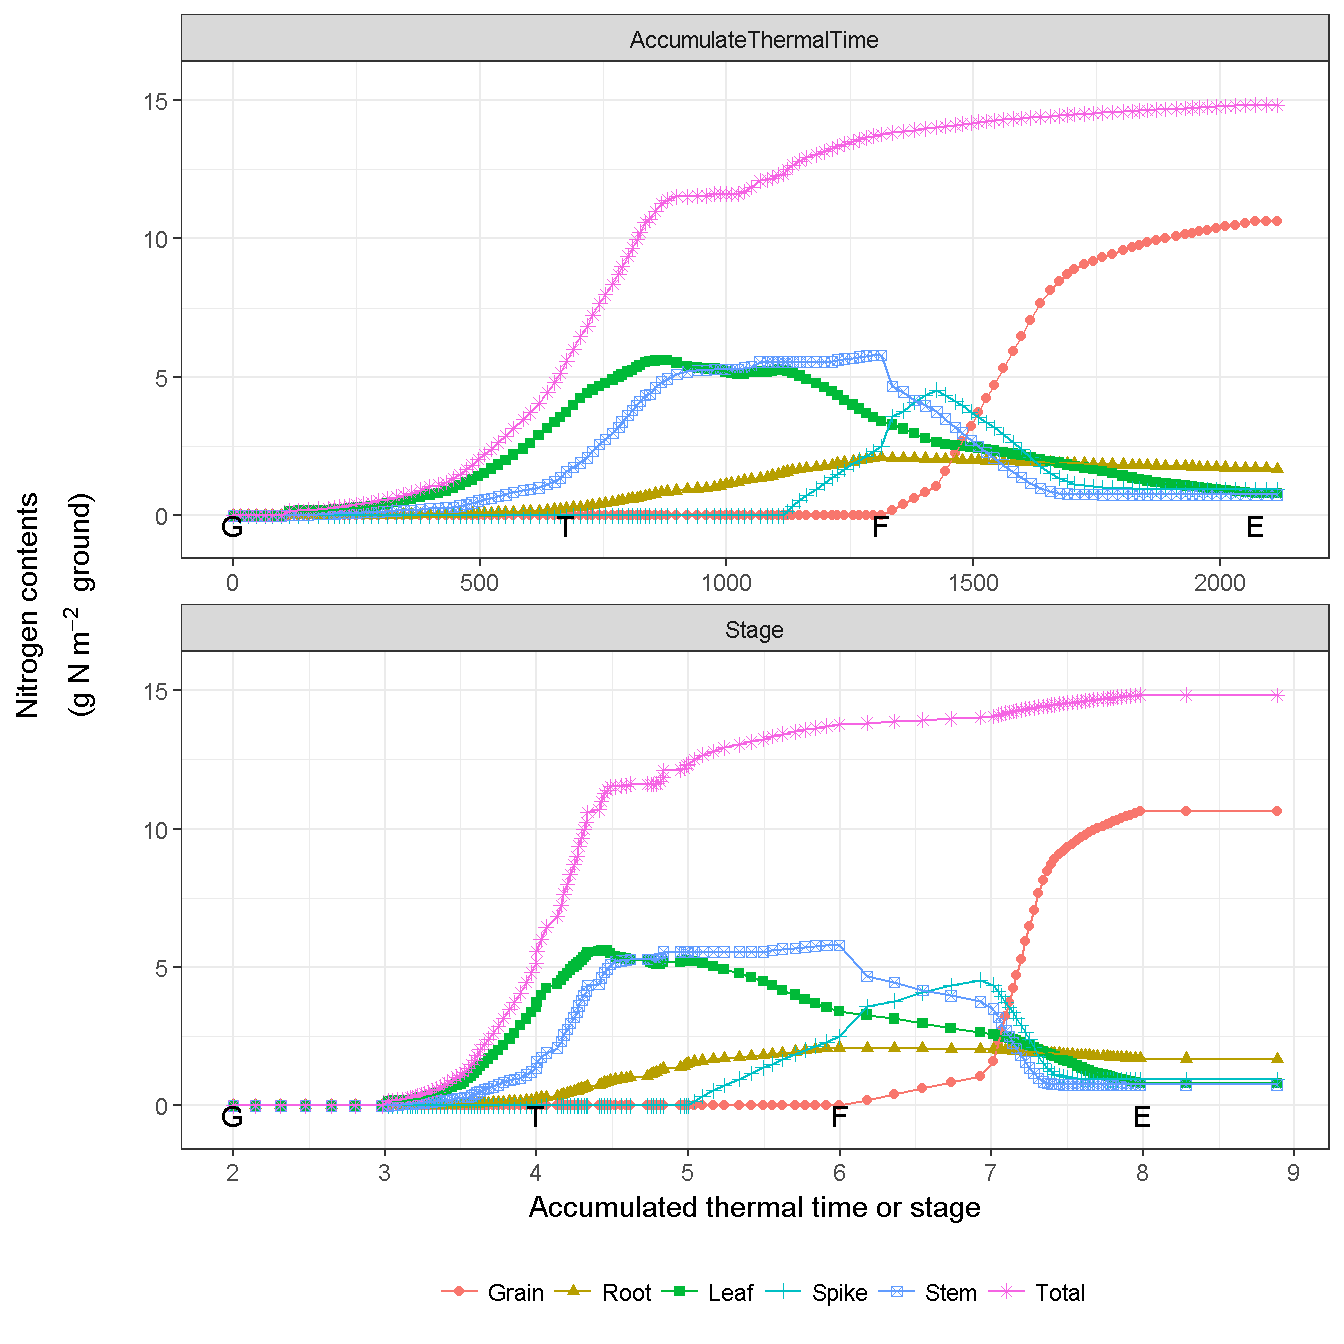 AccumulateThermalTime
15
10
5
0
G T F E
0 500 1000 1500 2000
Nitrogen contents
(g N m⁻² ground)
Stage
15
10
5
0
G T F E
2 3 4 5 6 7 8 9
Accumulated thermal time or stage
Grain Root Leaf Spike Stem Total